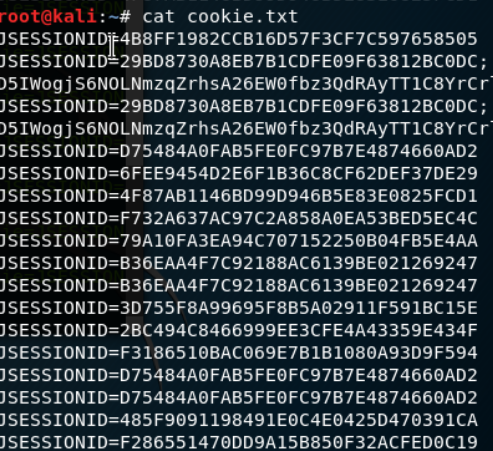 root@kali:~# cat cookie.txt
JSESSIONID=4B8FF1982CCB16D57F3CF7C597658505
JSESSIONID=29BD8730A8EB7B1CDFE09F63812BC0DC;
D5IWogjS6NOLNmzqZrhsA26EW0fbz3QdRAyTT1C8YrCr
JSESSIONID=29BD8730A8EB7B1CDFE09F63812BC0DC;
D5IWogjS6NOLNmzqZrhsA26EW0fbz3QdRAyTT1C8YrCr
JSESSIONID=D75484A0FAB5FE0FC97B7E4874660AD2
JSESSIONID=6FEE9454D2E6F1B36C8CF62DEF37DE29
JSESSIONID=4F87AB1146BD99D946B5E83E0825FCD1
JSESSIONID=F732A637AC97C2A858A0EA53BED5EC4C
JSESSIONID=79A10FA3EA94C707152250B04FB5E4AA
JSESSIONID=B36EAA4F7C92188AC6139BE021269247
JSESSIONID=B36EAA4F7C92188AC6139BE021269247
JSESSIONID=3D755F8A99695F8B5A02911F591BC15E
JSESSIONID=2BC494C8466999EE3CFE4A43359E434F
JSESSIONID=F3186510BAC069E7B1B1080A93D9F594
JSESSIONID=D75484A0FAB5FE0FC97B7E4874660AD2
JSESSIONID=D75484A0FAB5FE0FC97B7E4874660AD2
JSESSIONID=485F9091198491E0C4E0425D470391CA
JSESSIONID=F286551470DD9A15B850F32ACFED0C19